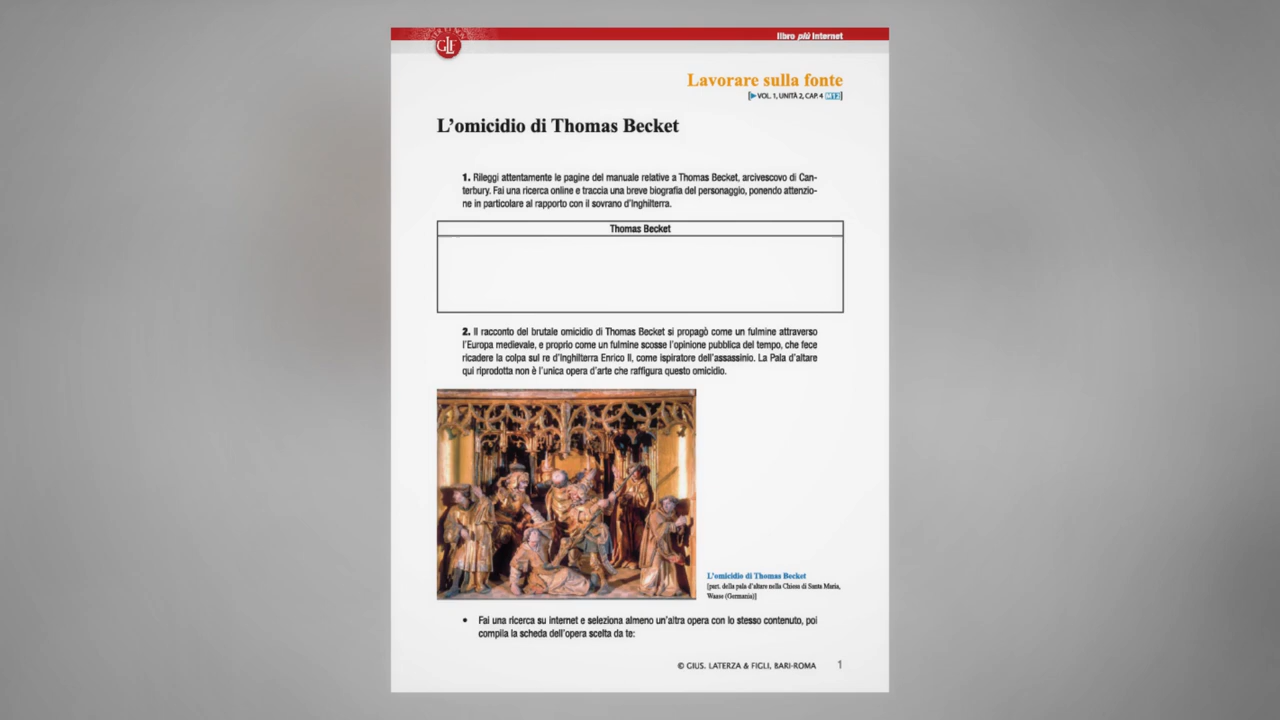 GLF
libro più Internet
Lavorare sulla fonte
[▶ VOL. 1, UNITÀ 2, CAP. 4 M12]
L'omicidio di Thomas Becket
1. Rileggi attentamente le pagine del manuale relative a Thomas Becket, arcivescovo di Can-
terbury. Fai una ricerca online e traccia una breve biografia del personaggio, ponendo attenzio-
ne in particolare al rapporto con il sovrano d'Inghilterra.
Thomas Becket
2. Il racconto del brutale omicidio di Thomas Becket si propagò come un fulmine attraverso
l'Europa medievale, e proprio come un fulmine scosse l'opinione pubblica del tempo, che fece
ricadere la colpa sul re d'Inghilterra Enrico II, come ispiratore dell'assassinio. La Pala d'altare
qui riprodotta non è l'unica opera d'arte che raffigura questo omicidio.
L'omicidio di Thomas Becket
[part. della pala d'altare nella Chiesa di Santa Maria,
Waase (Germania)]
• Fai una ricerca su internet e seleziona almeno un'altra opera con lo stesso contenuto, poi
compila la scheda dell'opera scelta da te:
© GIUS. LATERZA & FIGLI, BARI-ROMA 1